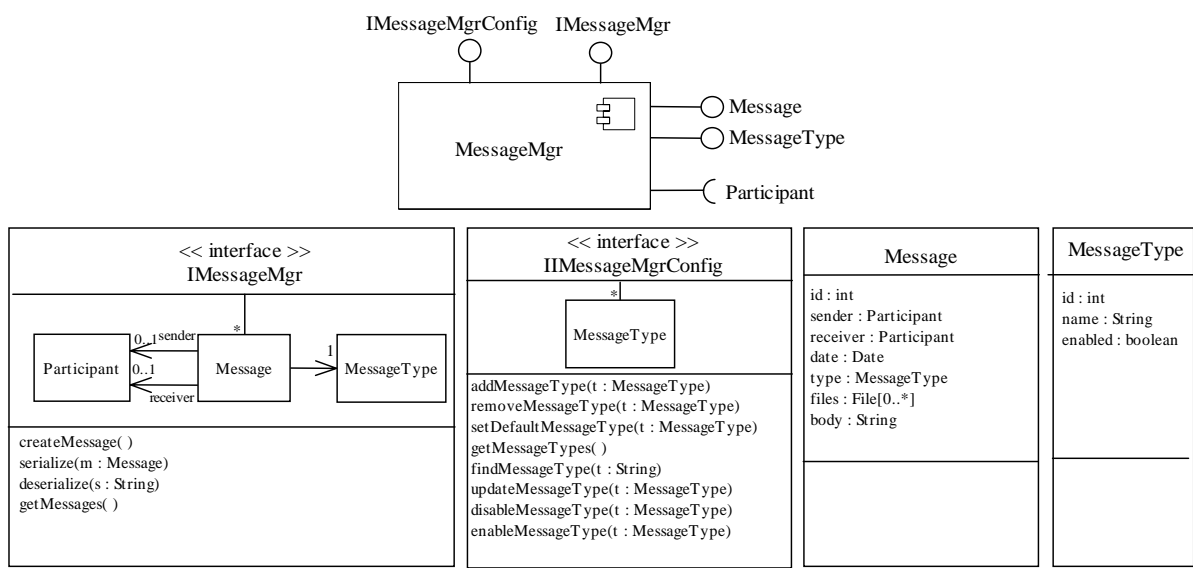 IMessageMgrConfig
IMessageMgr
Message
MessageType
MessageMgr
Participant
<< interface >>
IMessageMgr
*
0..1
sender
1
Participant
Message
MessageType
0..1
receiver
createMessage( )
serialize(m : Message)
deserialize(s : String)
getMessages( )
<< interface >>
IIMessageMgrConfig
*
MessageType
addMessageType(t : MessageType)
removeMessageType(t : MessageType)
setDefaultMessageType(t : MessageType)
getMessageTypes( )
findMessageType(t : String)
updateMessageType(t : MessageType)
disableMessageType(t : MessageType)
enableMessageType(t : MessageType)
Message
id : int
sender : Participant
receiver : Participant
date : Date
type : MessageType
files : File[0..*]
body : String
MessageType
id : int
name : String
enabled : boolean